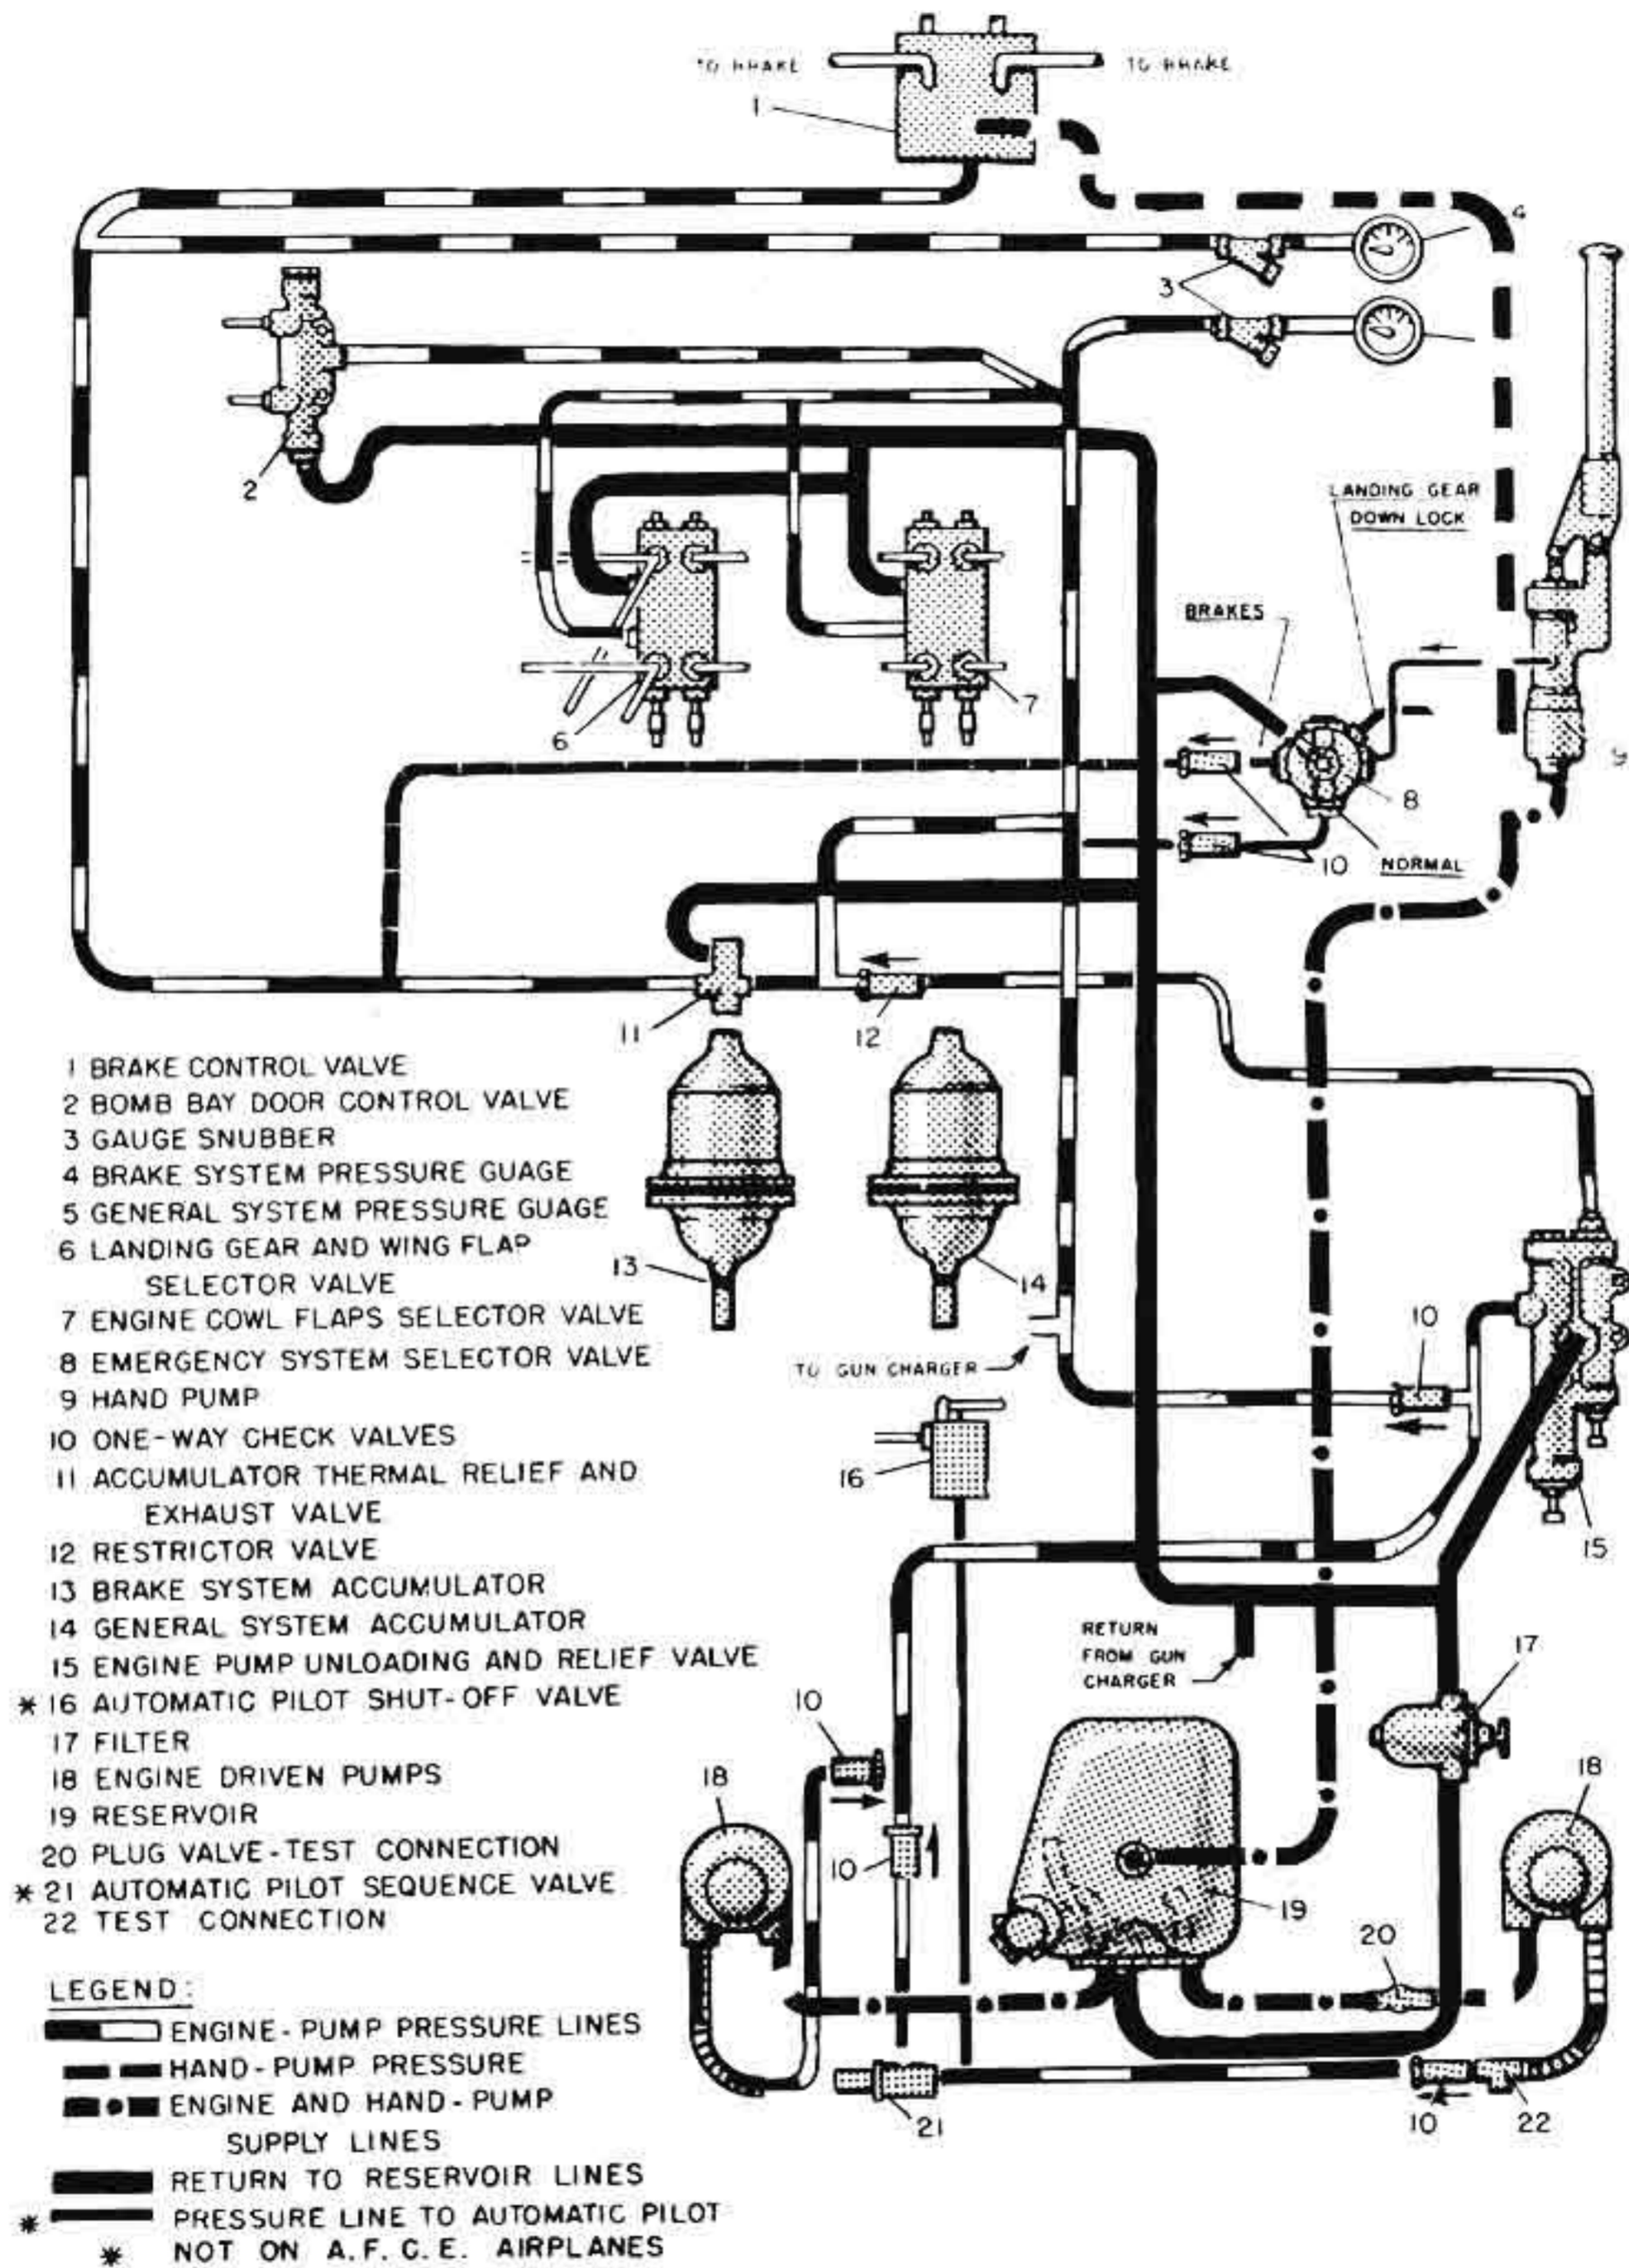 TO BRAKE
TO BRAKE
1
4
3
2
LANDING GEAR
DOWN LOCK
BRAKES
7
6
8
9
10
NORMAL
11
12
1 BRAKE CONTROL VALVE
2 BOMB BAY DOOR CONTROL VALVE
3 GAUGE SNUBBER
4 BRAKE SYSTEM PRESSURE GUAGE
5 GENERAL SYSTEM PRESSURE GUAGE
6 LANDING GEAR AND WING FLAP
SELECTOR VALVE
7 ENGINE COWL FLAPS SELECTOR VALVE
8 EMERGENCY SYSTEM SELECTOR VALVE
9 HAND PUMP
10 ONE-WAY CHECK VALVES
11 ACCUMULATOR THERMAL RELIEF AND
EXHAUST VALVE
12 RESTRICTOR VALVE
13 BRAKE SYSTEM ACCUMULATOR
14 GENERAL SYSTEM ACCUMULATOR
15 ENGINE PUMP UNLOADING AND RELIEF VALVE
* 16 AUTOMATIC PILOT SHUT-OFF VALVE
17 FILTER
18 ENGINE DRIVEN PUMPS
19 RESERVOIR
20 PLUG VALVE-TEST CONNECTION
* 21 AUTOMATIC PILOT SEQUENCE VALVE
22 TEST CONNECTION
13
14
10
TO GUN CHARGER
16
15
RETURN
FROM GUN
CHARGER
17
10
18
18
10
19
20
21
10
22
LEGEND:
ENGINE-PUMP PRESSURE LINES
HAND-PUMP PRESSURE
ENGINE AND HAND-PUMP
SUPPLY LINES
RETURN TO RESERVOIR LINES
* PRESSURE LINE TO AUTOMATIC PILOT
* NOT ON A.F.C.E. AIRPLANES